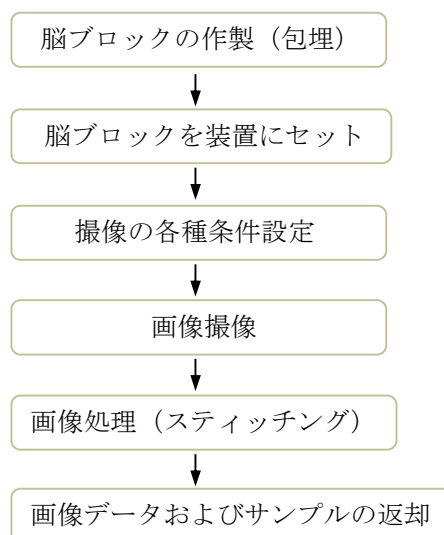 脳ブロックの作製（包埋）
脳ブロックを装置にセット
撮像の各種条件設定
画像撮像
画像処理（スティッチング）
画像データおよびサンプルの返却